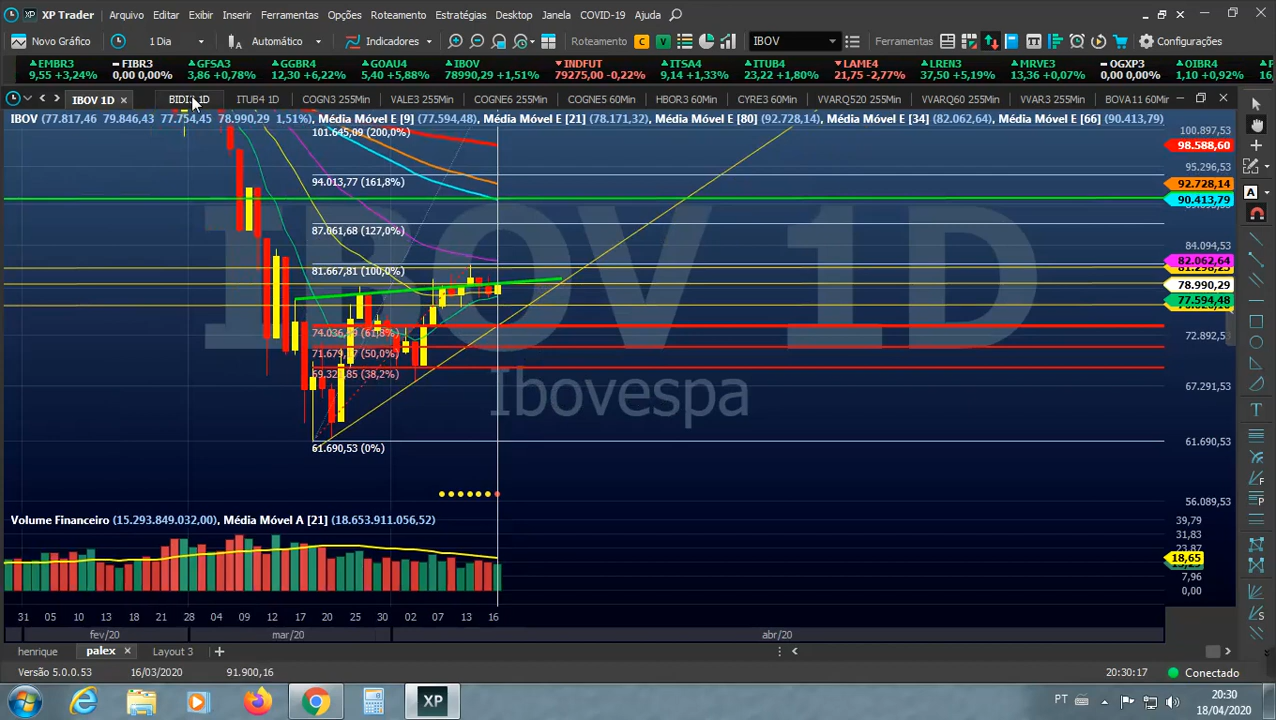 XP Trader Arquivo Editar Exibir Inserir Ferramentas Opções Roteamento Estratégias Desktop Janela COVID-19 Ajuda
Novo Gráfico 1 Dia Automático Indicadores Roteamento C V IBOV Ferramentas Configurações
EMBR3 FIBR3 GFSA3 GGBR4 GOAU4 IBOV INDFUT ITSA4 ITUB4 LAME4 LREN3 MRVE3 OGXP3 OIBR4
9,55 +3,24% 0,00 0,00% 3,86 +0,78% 12,30 +6,22% 5,40 +5,88% 78990,29 +1,51% 79275,00 -0,22% 9,14 +2,12% 23,22 +1,80% 21,75 -2,77% 37,50 +5,19% 13,36 +0,07% 0,00 0,00% 1,10 +0,92%
IBOV 1D ITUB4 1D COGN3 255Min VALE3 255Min COGNE6 255Min COGNE5 60Min HBOR3 60Min CYRE3 60Min VVARQ520 255Min VVARQ60 255Min VVAR3 255Min BOVA11 60Min
IBOV (77.817,46 79.846,43 77.754,45 78.990,29 1,51%), Média Móvel E [9] (77.594,48), Média Móvel E [21] (78.171,32), Média Móvel E [80] (92.728,14), Média Móvel E [34] (82.062,64), Média Móvel E [66] (90.413,79)
101.645,09 (200,0%)
100.897,53
98.588,60
95.296,53
94.013,77 (161,8%)
92.728,14
90.413,79
87.061,68 (127,0%)
84.094,53
82.062,64
81.667,81 (100,0%)
78.990,29
77.594,48
72.892,53
67.291,53
61.690,53
61.690,53 (0%)
56.089,53
IBOV 1D
Ibovespa
Volume Financeiro (15.293.849.032,00), Média Móvel A [21] (18.653.911.056,52)
39,79
31,83
23,87
18,65
7,96
0,00
31 05 10 13 18 21 28 04 09 12 17 20 25 30 02 07 13 16
fev/20 mar/20 abr/20
henrique palex Layout 3
Versão 5.0.0.53 16/03/2020 91.900,16 20:30:17 Conectado
XP PT 20:30
18/04/2020